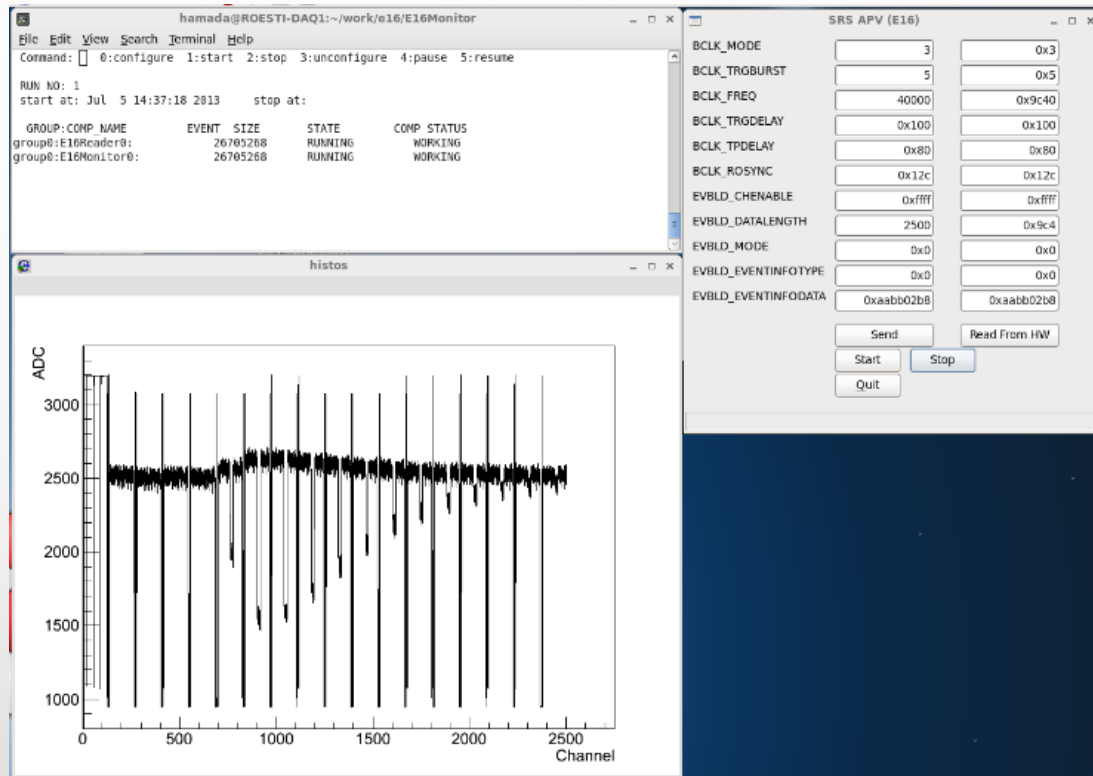 hamada@ROESTI-DAQ1:~/work/e16/E16Monitor
File Edit View Search Terminal Help
Command: 0:configure 1:start 2:stop 3:unconfigure 4:pause 5:resume
RUN NO: 1
start at: Jul 5 14:37:18 2013 stop at:
GROUP:COMP_NAME EVENT SIZE STATE COMP STATUS
group0:E16Reader0: 26705268 RUNNING WORKING
group0:E16Monitor0: 26705268 RUNNING WORKING
histos
ADC
3000
2500
2000
1500
1000
0 500 1000 1500 2000 2500
Channel
SRS APV (E16)
BCLK_MODE 3 0x3
BCLK_TRGBURST 5 0x5
BCLK_FREQ 40000 0x9c40
BCLK_TRGDELAY 0x100 0x100
BCLK_TPDELAY 0x80 0x80
BCLK_ROSYNC 0x12c 0x12c
EVBLD_CHENABLE 0xffff 0xffff
EVBLD_DATALENGTH 2500 0x9c4
EVBLD_MODE 0x0 0x0
EVBLD_EVENTINFOTYPE 0x0 0x0
EVBLD_EVENTINFODATA 0xaabb02b8 0xaabb02b8
Send Read From HW
Start Stop
Quit